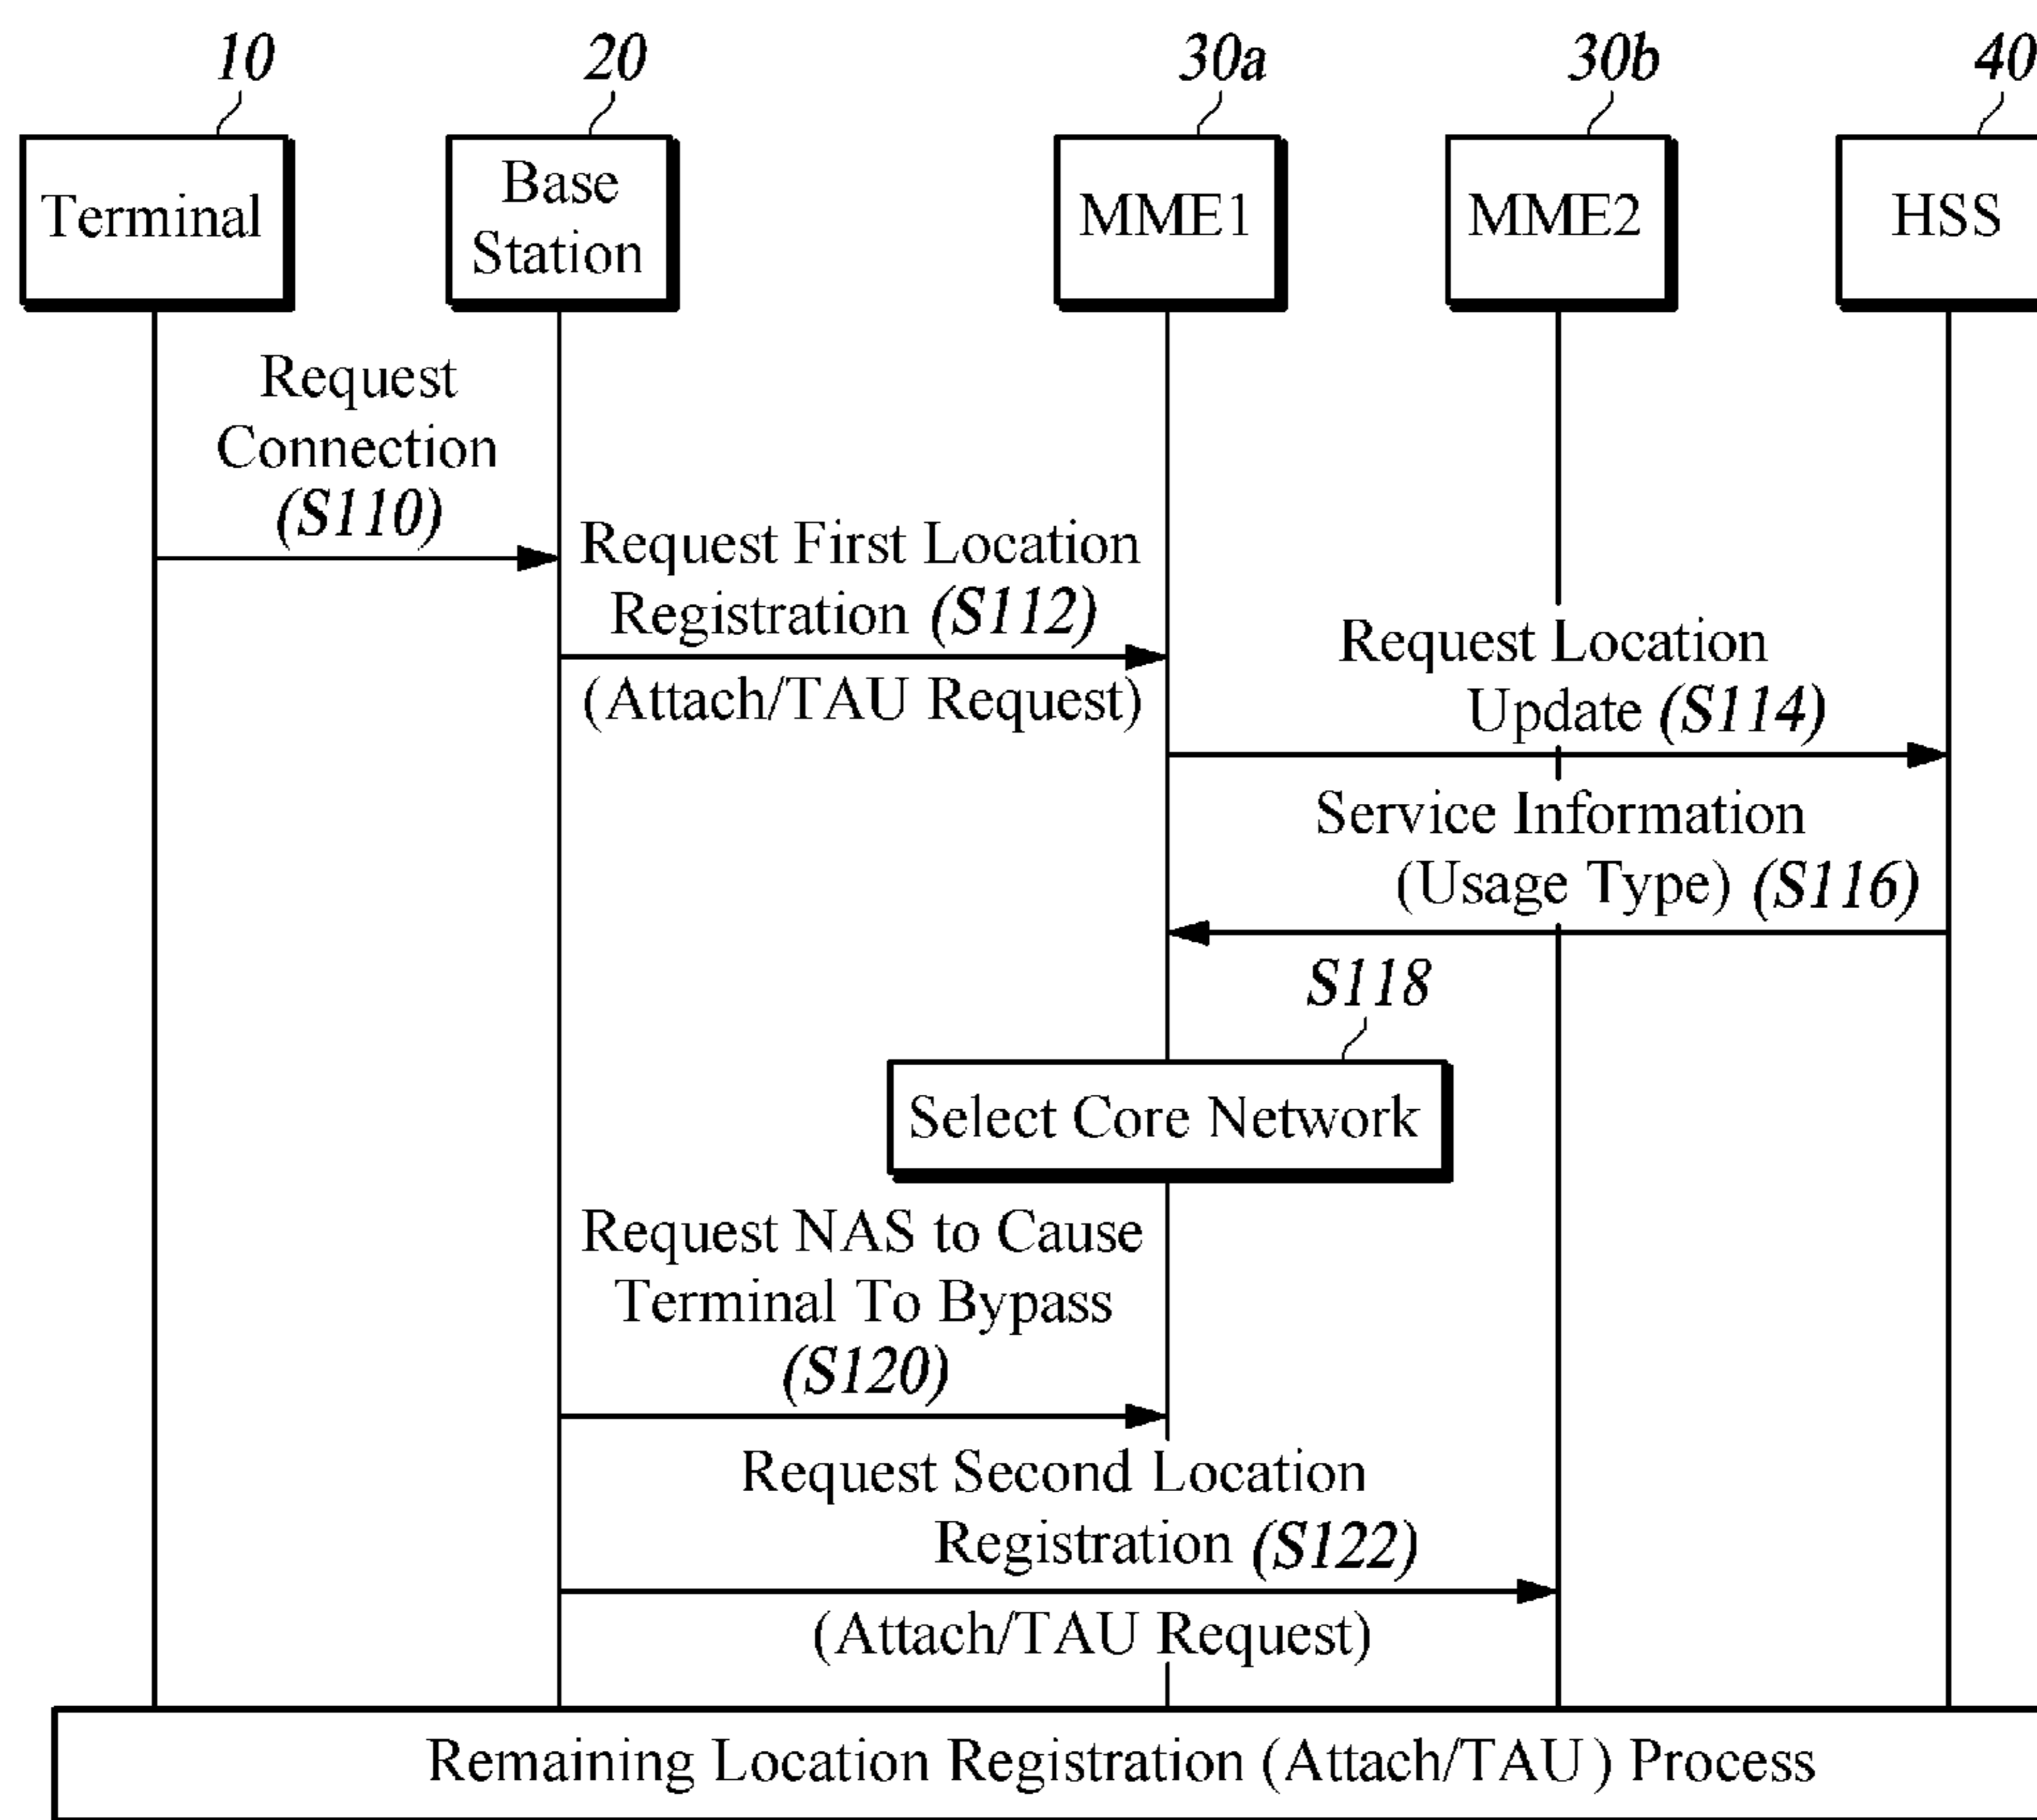 10
20
30a
30b
40
Terminal
Base
Station
MME1
MME2
HSS
Request
Connection
(S110)
Request First Location
Registration (S112)
(Attach/TAU Request)
Request Location
Update (S114)
Service Information
(Usage Type) (S116)
S118
Select Core Network
Request NAS to Cause
Terminal To Bypass
(S120)
Request Second Location
Registration (S122)
(Attach/TAU Request)
Remaining Location Registration (Attach/TAU) Process